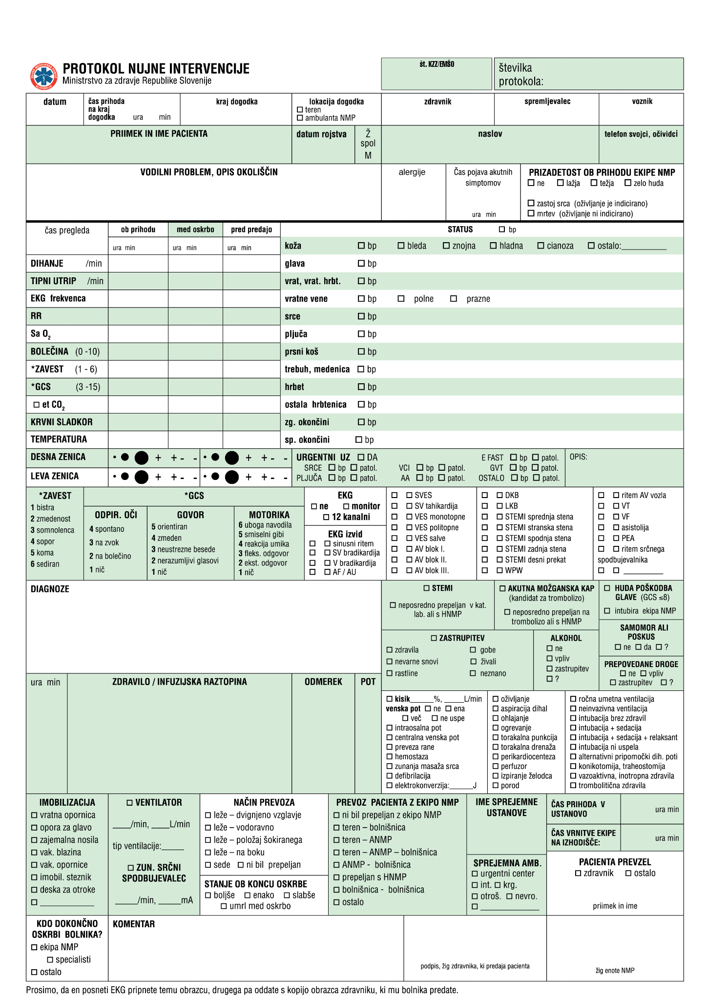 PROTOKOL NUJNE INTERVENCIJE
Ministrstvo za zdravje Republike Slovenije
NUJNA MEDICINSKA POMOČ
SLOVENIJA
št. KZZ/EMŠO
številka
protokola:
datum
čas prihoda
na kraj
dogodka ura min
kraj dogodka
lokacija dogodka
teren
ambulanta NMP
zdravnik
spremljevalec
voznik
PRIIMEK IN IME PACIENTA
datum rojstva
Ž
spol
M
naslov
telefon svojci, očividci
VODILNI PROBLEM, OPIS OKOLIŠČIN
alergije
Čas pojava akutnih
simptomov
ura min
PRIZADETOST OB PRIHODU EKIPE NMP
ne lažja težja zelo huda
zastoj srca (oživljanje je indicirano)
mrtev (oživljanje ni indicirano)
čas pregleda
ob prihodu med oskrbo pred predajo
ura min ura min ura min
DIHANJE /min
TIPNI UTRIP /min
EKG frekvenca
RR
Sa O2
BOLEČINA (0 -10)
*ZAVEST (1 - 6)
*GCS (3 -15)
et CO2
KRVNI SLADKOR
TEMPERATURA
STATUS bp
koža bp bleda znojna hladna cianoza ostalo:__________
glava bp
vrat, vrat. hrbt. bp
vratne vene bp polne prazne
srce bp
pljuča bp
prsni koš bp
trebuh, medenica bp
hrbet bp
ostala hrbtenica bp
zg. okončini bp
sp. okončini bp
DESNA ZENICA + + - - + + - -
LEVA ZENICA + + - - + + - -
URGENTNI UZ DA
SRCE bp patol.
PLJUČA bp patol.
VCI bp patol.
AA bp patol.
E FAST bp patol.
GVT bp patol.
OSTALO bp patol.
OPIS:
*ZAVEST
1 bistra
2 zmedenost
3 somnolenca
4 sopor
5 koma
6 sediran
*GCS
ODPIR. OČI
4 spontano
3 na zvok
2 na bolečino
1 nič
GOVOR
5 orientiran
4 zmeden
3 neustrezne besede
2 nerazumljivi glasovi
1 nič
MOTORIKA
6 uboga navodila
5 smiselni gibi
4 reakcija umika
3 fleks. odgovor
2 ekst. odgovor
1 nič
EKG
ne monitor
12 kanalni
EKG izvid
sinusni ritem
SV bradikardija
V bradikardija
AF / AU
SVES
SV tahikardija
VES monotopne
VES politopne
VES salve
AV blok I.
AV blok II.
AV blok III.
DKB
LKB
STEMI sprednja stena
STEMI stranska stena
STEMI spodnja stena
STEMI zadnja stena
STEMI desni prekat
WPW
ritem AV vozla
VT
VF
asistolija
PEA
ritem srčnega
spodbujevalnika
__________
DIAGNOZE
STEMI
neposredno prepeljan v kat.
lab. ali s HNMP
AKUTNA MOŽGANSKA KAP
(kandidat za trombolizo)
neposredno prepeljan na
trombolizo ali s HNMP
HUDA POŠKODBA
GLAVE (GCS ≤8)
intubira ekipa NMP
ZASTRUPITEV
zdravila gobe
nevarne snovi živali
rastline neznano
ALKOHOL
ne
vpliv
zastrupitev
?
SAMOMOR ALI
POSKUS
ne da ?
PREPOVEDANE DROGE
ne vpliv
zastrupitev ?
ura min
ZDRAVILO / INFUZIJSKA RAZTOPINA
ODMEREK
POT
kisik______%, _____L/min
venska pot ne ena
več ne uspe
intraosalna pot
centralna venska pot
preveza rane
hemostaza
zunanja masaža srca
defibrilacija
elektrokonverzija:______J
oživljanje
aspiracija dihal
ohlajanje
ogrevanje
torakalna punkcija
torakalna drenaža
perikardiocenteza
perfuzor
izpiranje želodca
porod
ročna umetna ventilacija
neinvazivna ventilacija
intubacija brez zdravil
intubacija + sedacija
intubacija + sedacija + relaksant
intubacija ni uspela
alternativni pripomočki dih. poti
konikotomija, traheostomija
vazoaktivna, inotropna zdravila
trombolitična zdravila
IMOBILIZACIJA
vratna opornica
opora za glavo
zajemalna nosila
vak. blazina
vak. opornice
imobil. steznik
deska za otroke
____________
VENTILATOR
____/min, ____L/min
tip ventilacije:_____
ZUN. SRČNI
SPODBUJEVALEC
_____/min, _____mA
NAČIN PREVOZA
leže – dvignjeno vzglavje
leže – vodoravno
leže – položaj šokiranega
leže – na boku
sede ni bil prepeljan
STANJE OB KONCU OSKRBE
boljše enako slabše
umrl med oskrbo
PREVOZ PACIENTA Z EKIPO NMP
ni bil prepeljan z ekipo NMP
teren – bolnišnica
teren – ANMP
teren – ANMP – bolnišnica
ANMP - bolnišnica
prepeljan s HNMP
bolnišnica - bolnišnica
ostalo
IME SPREJEMNE
USTANOVE
SPREJEMNA AMB.
urgentni center
int. krg.
otroš. nevro.
_____________
ČAS PRIHODA V
USTANOVO
ura min
ČAS VRNITVE EKIPE
NA IZHODIŠČE:
ura min
PACIENTA PREVZEL
zdravnik ostalo
priimek in ime
KDO DOKONČNO
OSKRBI BOLNIKA?
ekipa NMP
specialisti
ostalo
KOMENTAR
podpis, žig zdravnika, ki predaja pacienta
žig enote NMP
Prosimo, da en posneti EKG pripnete temu obrazcu, drugega pa oddate s kopijo obrazca zdravniku, ki mu bolnika predate.